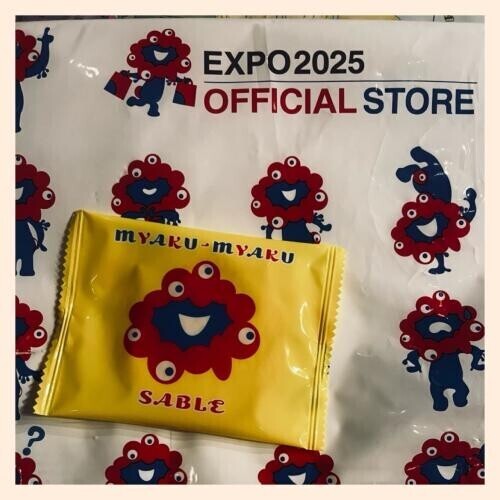 EXPO2025
OFFICIAL STORE
MYAKU-MYAKU
SABLE
?